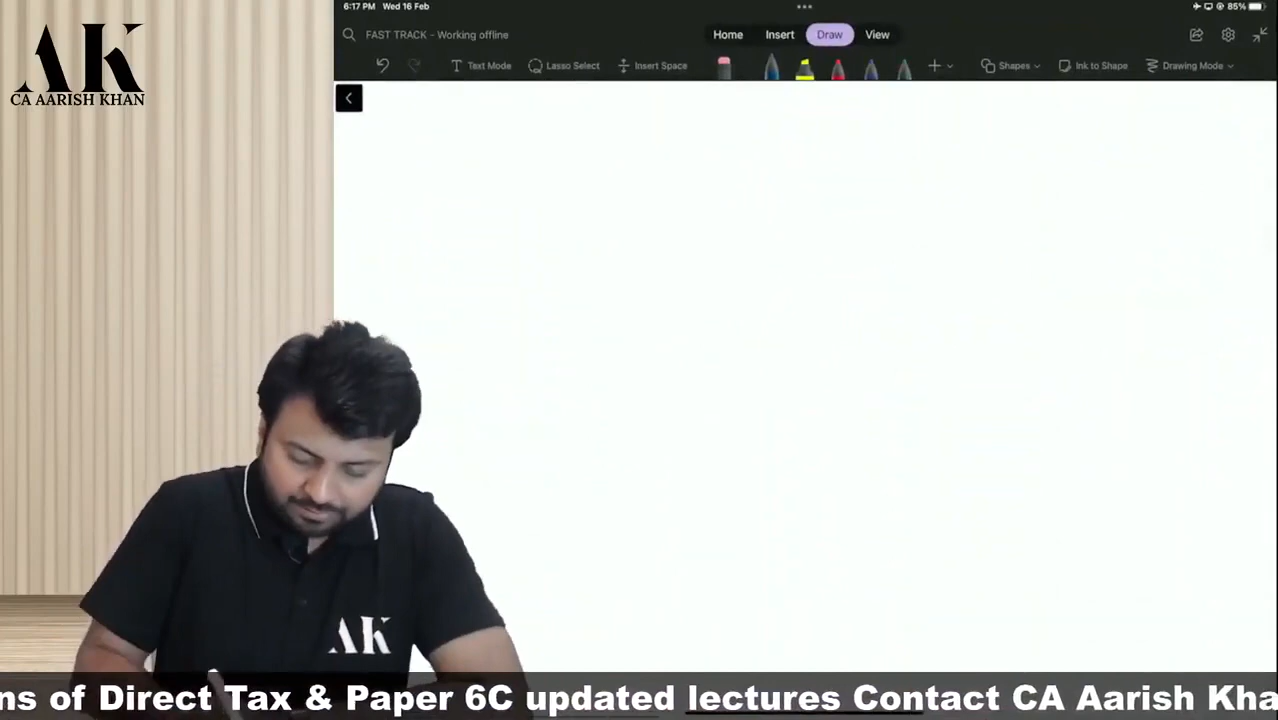 AK
CA AARISH KHAN
6:17 PM Wed 16 Feb
85%
FAST TRACK - Working offline
Home Insert Draw View
Text Mode Lasso Select Insert Space Shapes Ink to Shape Drawing Mode
AK
ns of Direct Tax & Paper 6C updated lectures Contact CA Aarish Kha